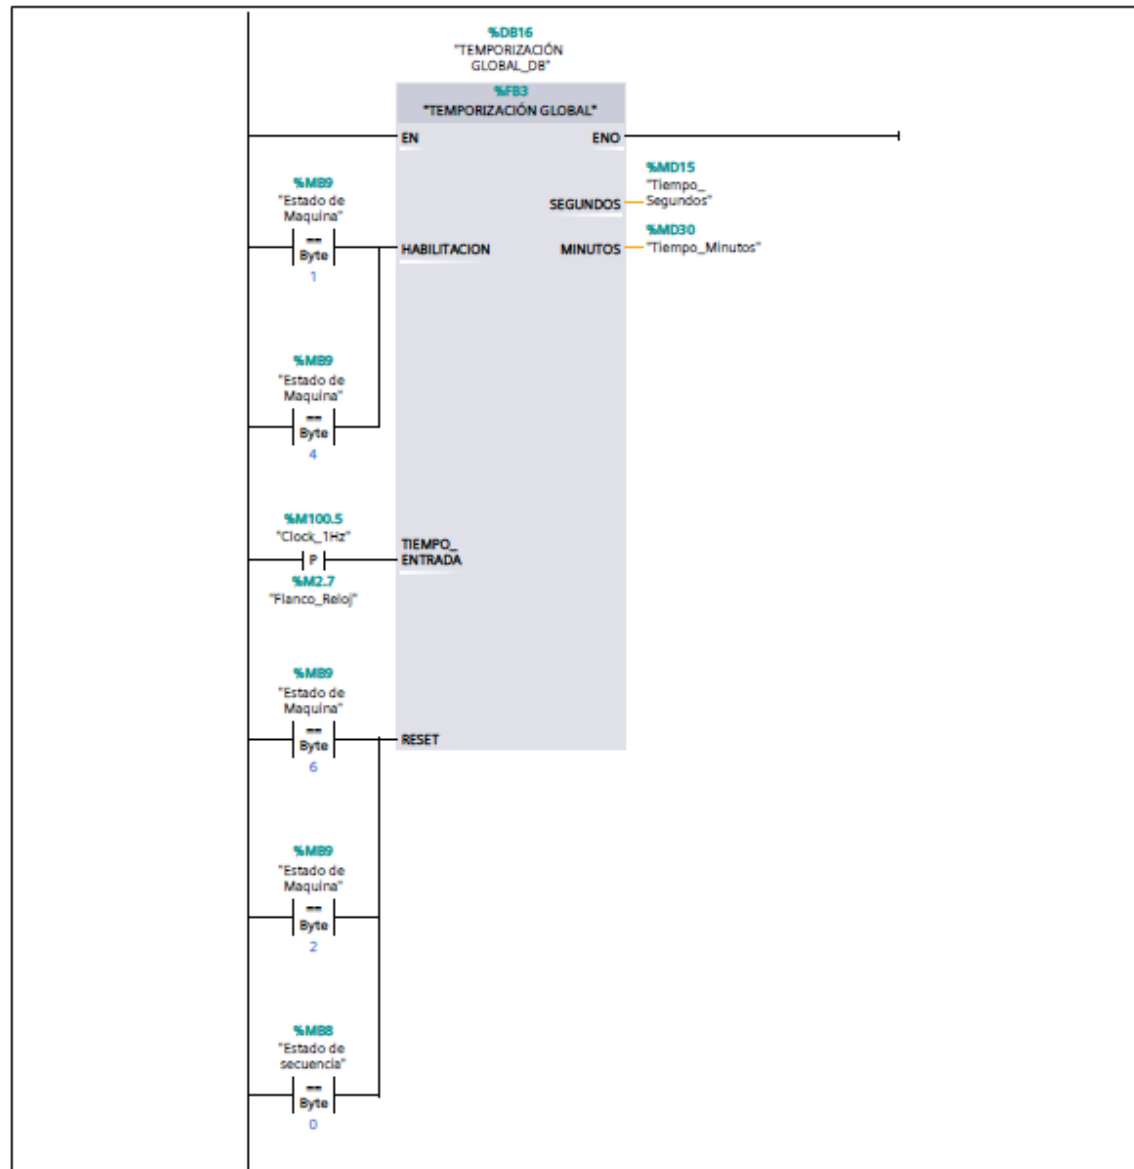 %DB16
"TEMPORIZACIÓN
GLOBAL_DB"
%FB3
"TEMPORIZACIÓN GLOBAL"
EN
ENO
%MB9
"Estado de
Maquina"
==
Byte
1
HABILITACION
SEGUNDOS
%MD15
"Tiempo_
Segundos"
MINUTOS
%MD30
"Tiempo_Minutos"
%MB9
"Estado de
Maquina"
==
Byte
4
%M100.5
"Clock_1Hz"
P
%M2.7
"Flanco_Reloj"
TIEMPO_
ENTRADA
%MB9
"Estado de
Maquina"
==
Byte
6
RESET
%MB9
"Estado de
Maquina"
==
Byte
2
%MB8
"Estado de
secuencia"
==
Byte
0